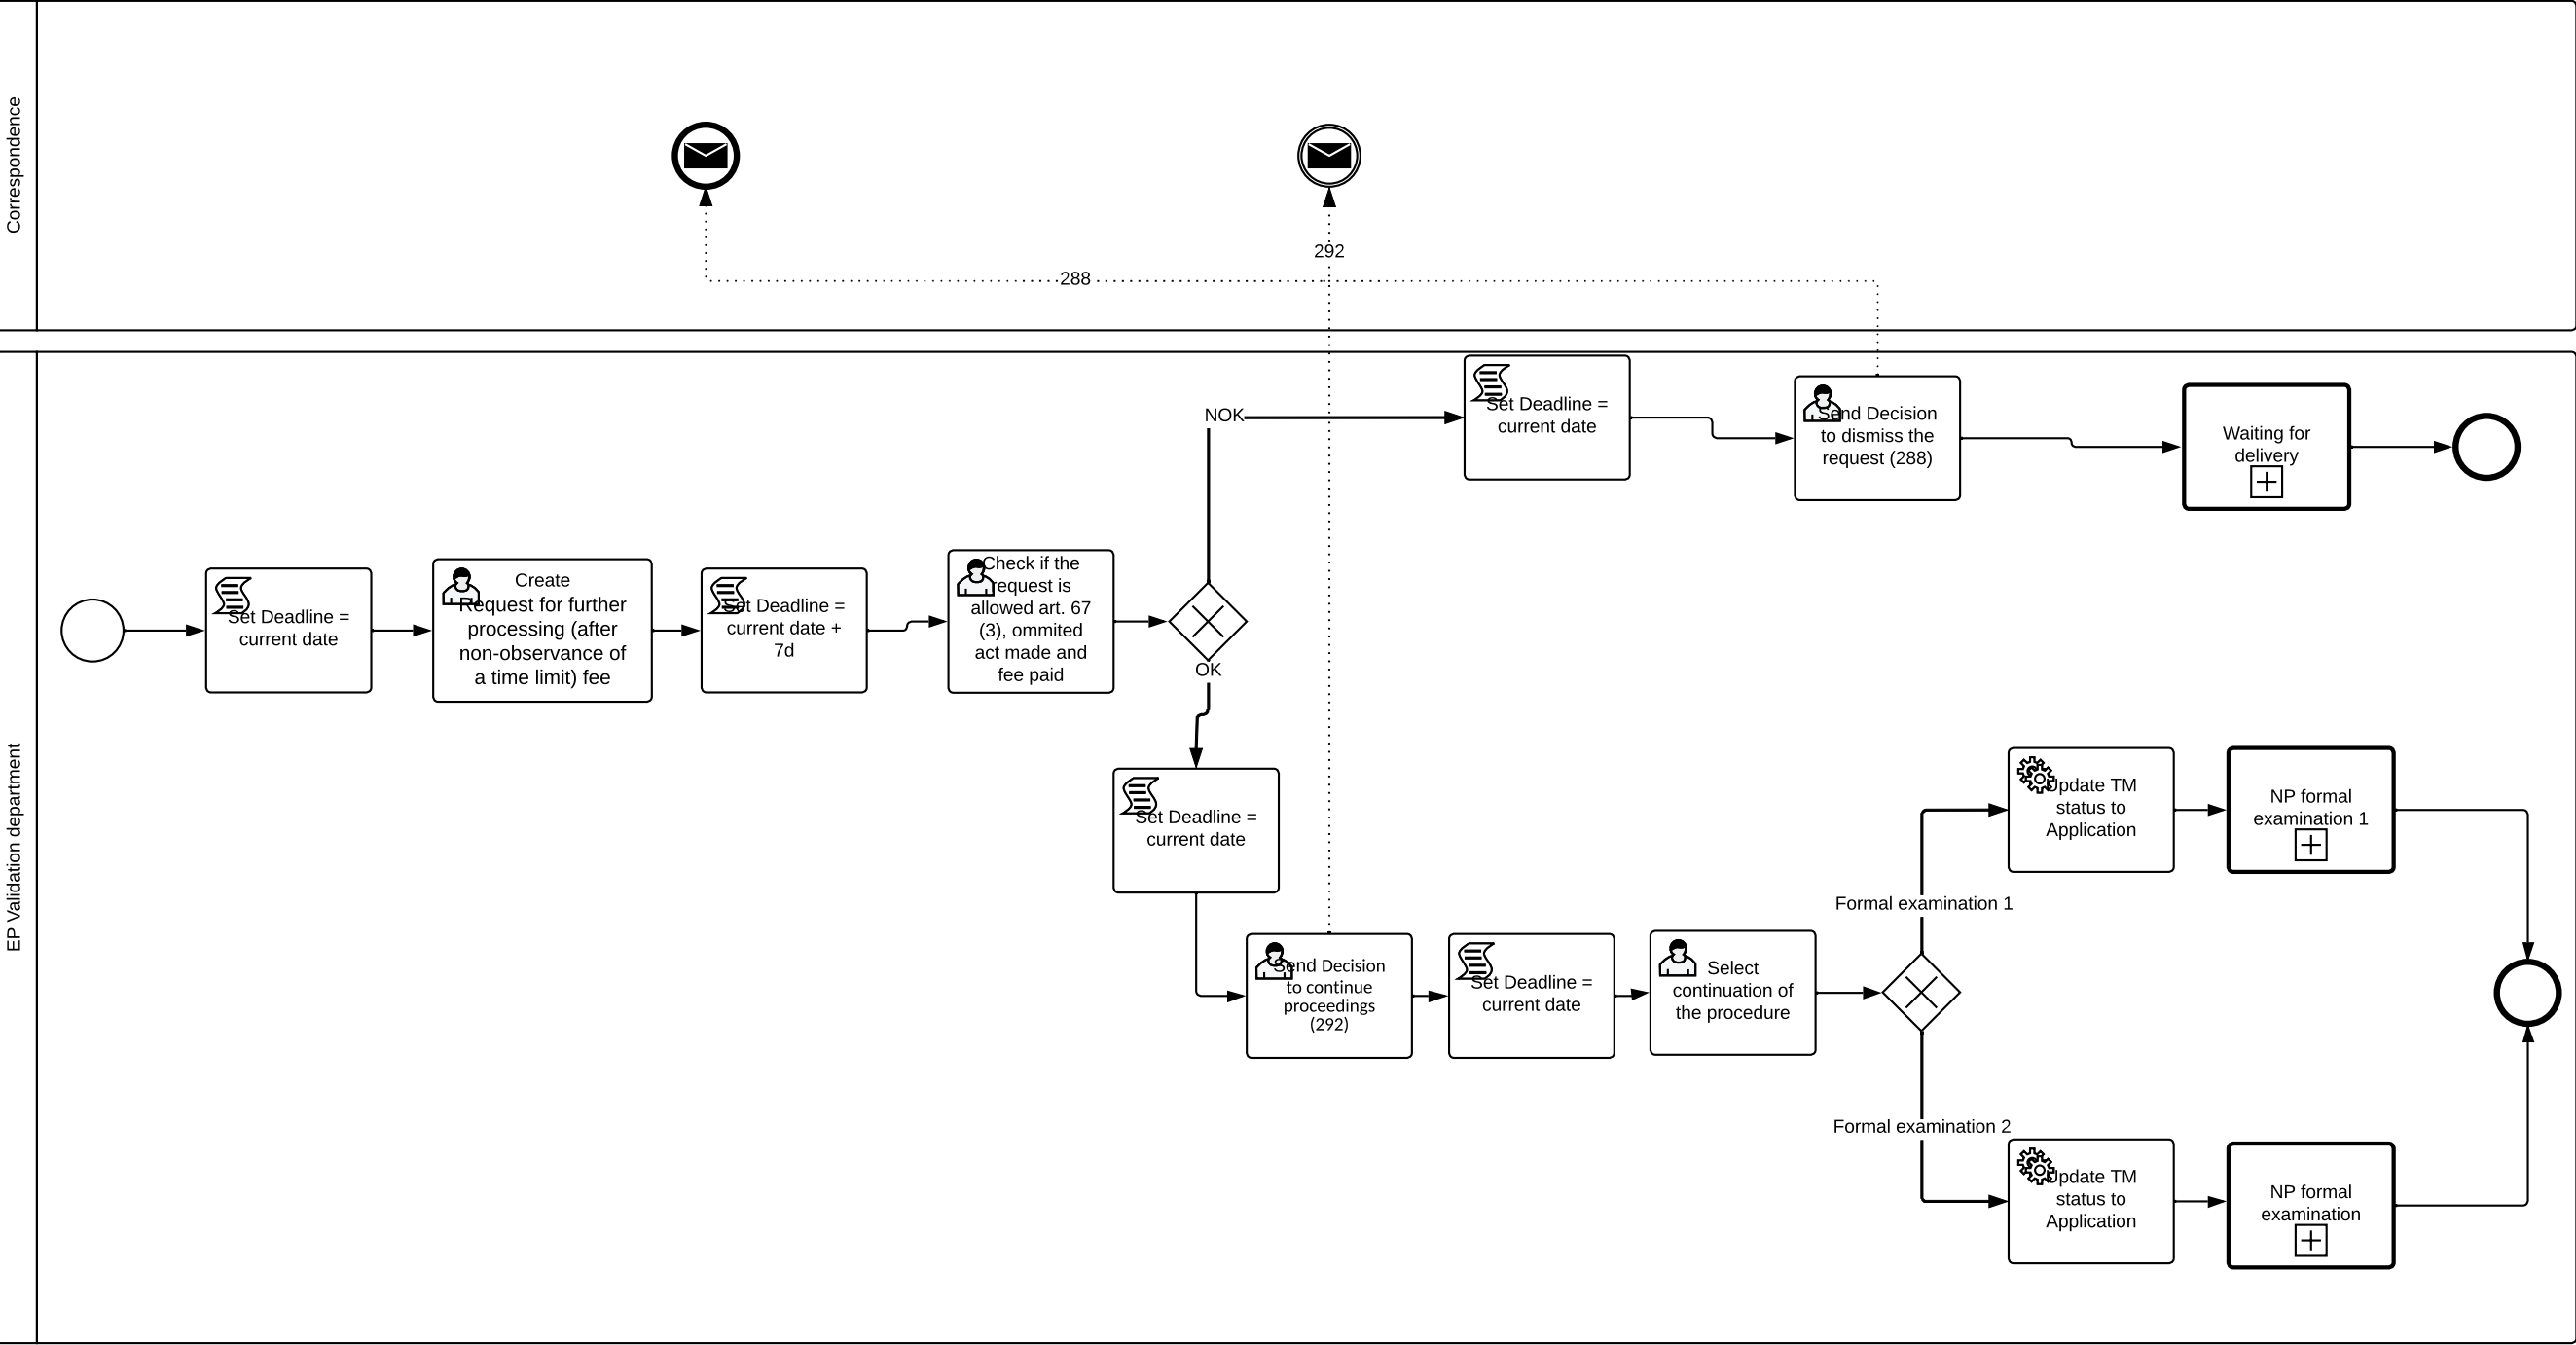 Correspondence
292
288
EP Validation department
NOK
Set Deadline =
current date
Send Decision
to dismiss the
request (288)
Waiting for
delivery
Set Deadline =
current date
Create
Request for further
processing (after
non-observance of
a time limit) fee
Set Deadline =
current date +
7d
Check if the
request is
allowed art. 67
(3), ommited
act made and
fee paid
OK
Set Deadline =
current date
Send Decision
to continue
proceedings
(292)
Set Deadline =
current date
Select
continuation of
the procedure
Formal examination 1
Update TM
status to
Application
NP formal
examination 1
Formal examination 2
Update TM
status to
Application
NP formal
examination